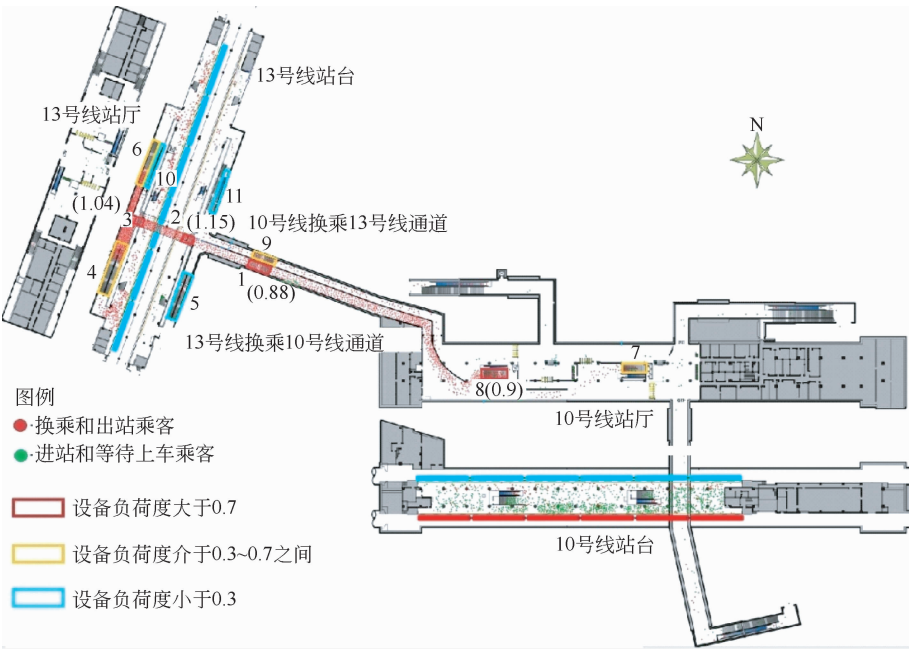 13号线站台
13号线站厅
N
6
10
11
(1.04)
3
2
(1.15)
10号线换乘13号线通道
9
4
1
(0.88)
5
13号线换乘10号线通道
7
8(0.9)
10号线站厅
图例
换乘和出站乘客
进站和等待上车乘客
设备负荷度大于0.7
10号线站台
设备负荷度介于0.3~0.7之间
设备负荷度小于0.3